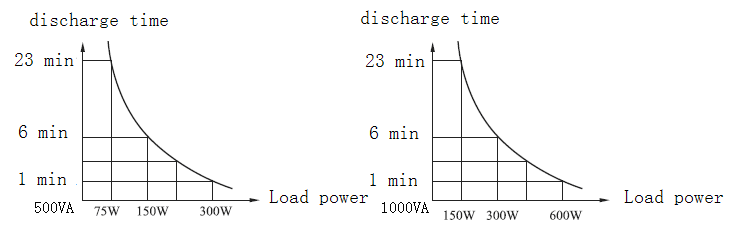 discharge time
23 min
6 min
1 min
500VA
75W 150W 300W
Load power
discharge time
23 min
6 min
1 min
1000VA
150W 300W 600W
Load power